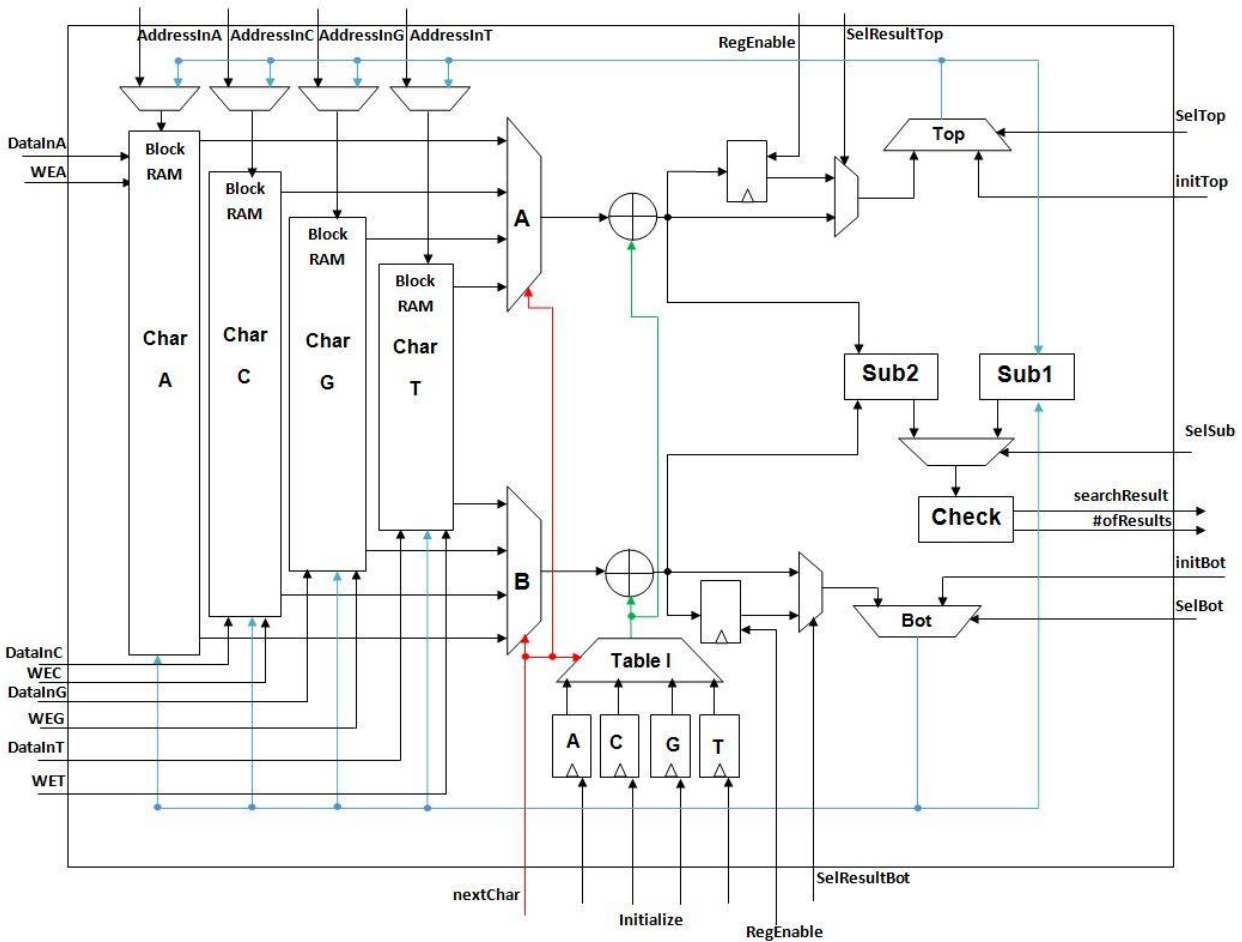 AddressInA
AddressInC
AddressInG
AddressInT
RegEnable
SelResultTop
DataInA
WEA
Block
RAM
Char
A
Block
RAM
Char
C
Block
RAM
Char
G
Block
RAM
Char
T
A
Top
SelTop
initTop
Sub2
Sub1
SelSub
Check
searchResult
#ofResults
B
initBot
SelBot
Bot
Table I
DataInC
WEC
DataInG
WEG
DataInT
WET
A
C
G
T
nextChar
Initialize
RegEnable
SelResultBot